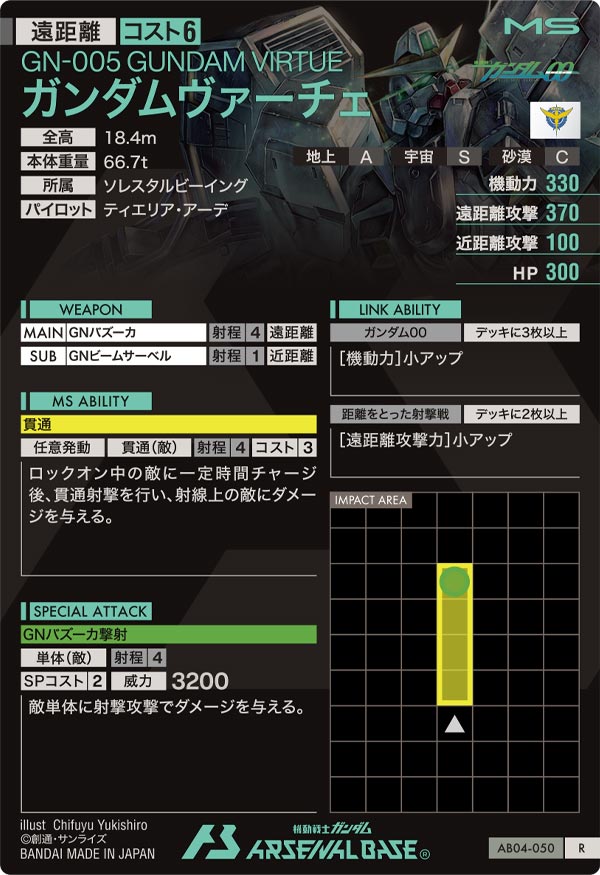 遠距離 コスト6 MS
GN-005 GUNDAM VIRTUE
ガンダムヴァーチェ
ガンダム00
全高 18.4m
本体重量 66.7t
所属 ソレスタルビーイング
パイロット ティエリア・アーデ
地上 A 宇宙 S 砂漠 C
機動力 330
遠距離攻撃 370
近距離攻撃 100
HP 300
WEAPON
MAIN GNバズーカ 射程 4 遠距離
SUB GNビームサーベル 射程 1 近距離
MS ABILITY
貫通
任意発動 貫通(敵) 射程 4 コスト 3
ロックオン中の敵に一定時間チャージ
後、貫通射撃を行い、射線上の敵にダメー
ジを与える。
SPECIAL ATTACK
GNバズーカ撃射
単体(敵) 射程 4
SPコスト 2 威力 3200
敵単体に射撃攻撃でダメージを与える。
LINK ABILITY
ガンダム00 デッキに3枚以上
[機動力]小アップ
距離をとった射撃戦 デッキに2枚以上
[遠距離攻撃力]小アップ
IMPACT AREA
illust Chifuyu Yukishiro
©創通・サンライズ
BANDAI MADE IN JAPAN
機動戦士ガンダム
AB ARSENAL BASE®
AB04-050 R